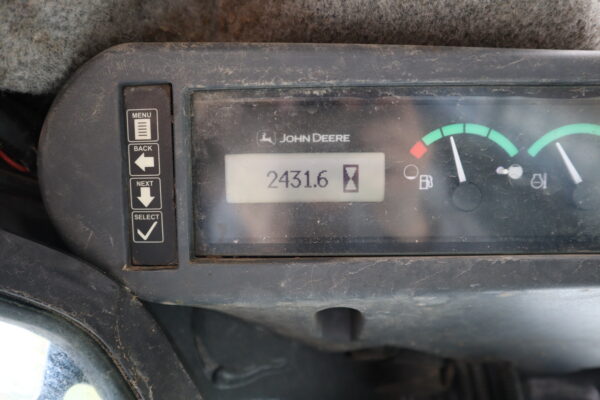 MENU
BACK
NEXT
SELECT
JOHN DEERE
2431.6